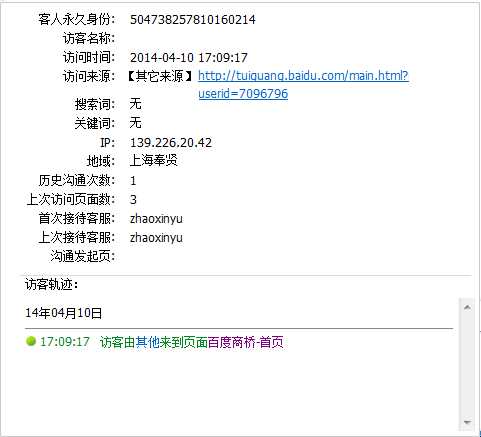 客人永久身份: 504738257810160214
访客名称:
访问时间: 2014-04-10 17:09:17
访问来源: 【其它来源】 http://tuiguang.baidu.com/main.html?
userid=7096796
搜索词: 无
关键词: 无
IP: 139.226.20.42
地域: 上海奉贤
历史沟通次数: 1
上次访问页面数: 3
首次接待客服: zhaoxinyu
上次接待客服: zhaoxinyu
沟通发起页:
访客轨迹:
14年04月10日
17:09:17 访客由其他来到页面百度商桥-首页